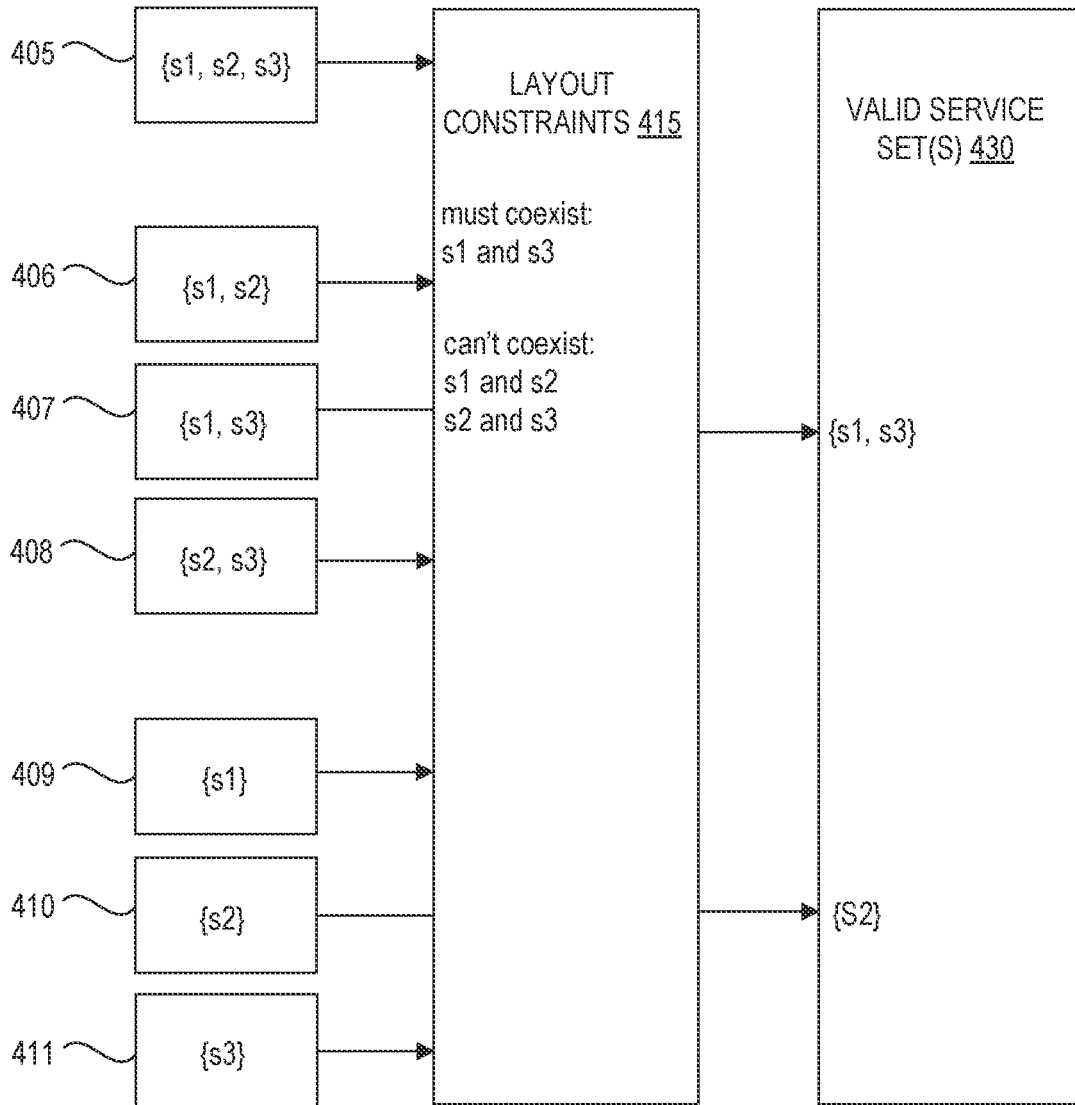 405
{s1, s2, s3}
LAYOUT
CONSTRAINTS 415
VALID SERVICE
SET(S) 430
must coexist:
s1 and s3
406
{s1, s2}
can't coexist:
s1 and s2
s2 and s3
407
{s1, s3}
{s1, s3}
408
{s2, s3}
409
{s1}
410
{s2}
{S2}
411
{s3}